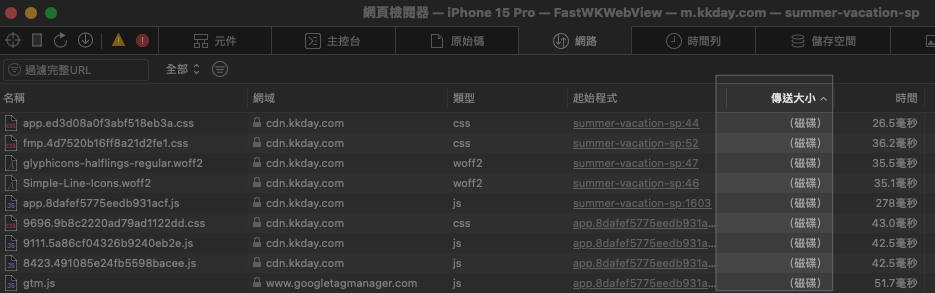 網頁檢閱器 — iPhone 15 Pro — FastWKWebView — m.kkday.com — summer-vacation-sp
元件 主控台 原始碼 網路 時間列 儲存空間
過濾完整URL 全部
名稱 網域 類型 起始程式 傳送大小 時間
app.ed3d08a0f3abf518eb3a.css cdn.kkday.com css summer-vacation-sp:44 (磁碟) 26.5毫秒
fmp.4d7520b16ff8a21d2fe1.css cdn.kkday.com css summer-vacation-sp:52 (磁碟) 36.2毫秒
glyphicons-halflings-regular.woff2 cdn.kkday.com woff2 summer-vacation-sp:47 (磁碟) 35.5毫秒
Simple-Line-Icons.woff2 cdn.kkday.com woff2 summer-vacation-sp:46 (磁碟) 35.1毫秒
app.8dafef5775eedb931acf.js cdn.kkday.com js summer-vacation-sp:1603 (磁碟) 278毫秒
9696.9b8c2220ad79ad1122dd.css cdn.kkday.com css app.8dafef5775eedb931a... (磁碟) 43.0毫秒
9111.5a86cf04326b9240eb2e.js cdn.kkday.com js app.8dafef5775eedb931a... (磁碟) 42.5毫秒
8423.491085e24fb5598bacee.js cdn.kkday.com js app.8dafef5775eedb931a... (磁碟) 42.5毫秒
gtm.js www.googletagmanager.com js app.8dafef5775eedb931a... (磁碟) 51.7毫秒